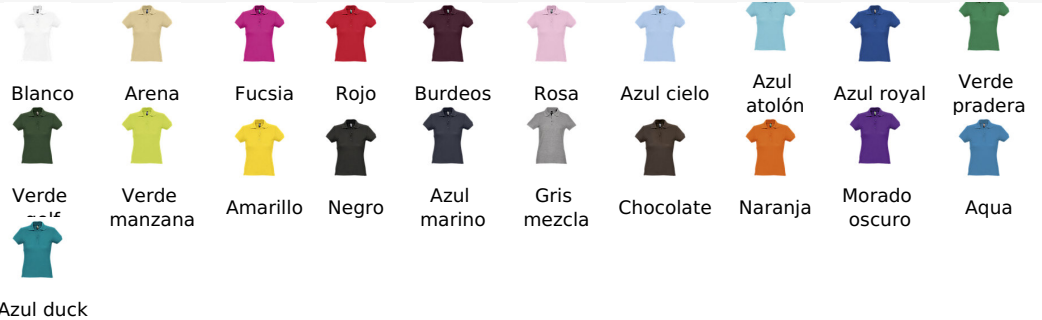 Blanco
Arena
Fucsia
Rojo
Burdeos
Rosa
Azul cielo
Azul
atolón
Azul royal
Verde
pradera
Verde
golf
Verde
manzana
Amarillo
Negro
Azul
marino
Gris
mezcla
Chocolate
Naranja
Morado
oscuro
Aqua
Azul duck